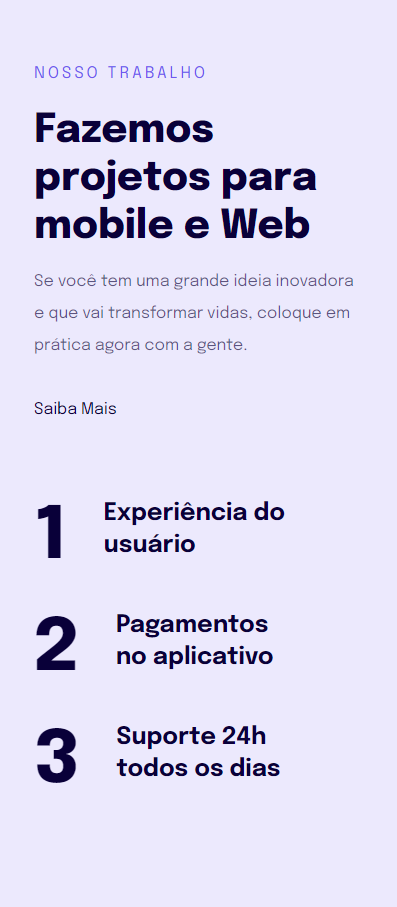 NOSSO TRABALHO
Fazemos
projetos para
mobile e Web
Se você tem uma grande ideia inovadora
e que vai transformar vidas, coloque em
prática agora com a gente.
Saiba Mais
1 Experiência do
usuário
2 Pagamentos
no aplicativo
3 Suporte 24h
todos os dias